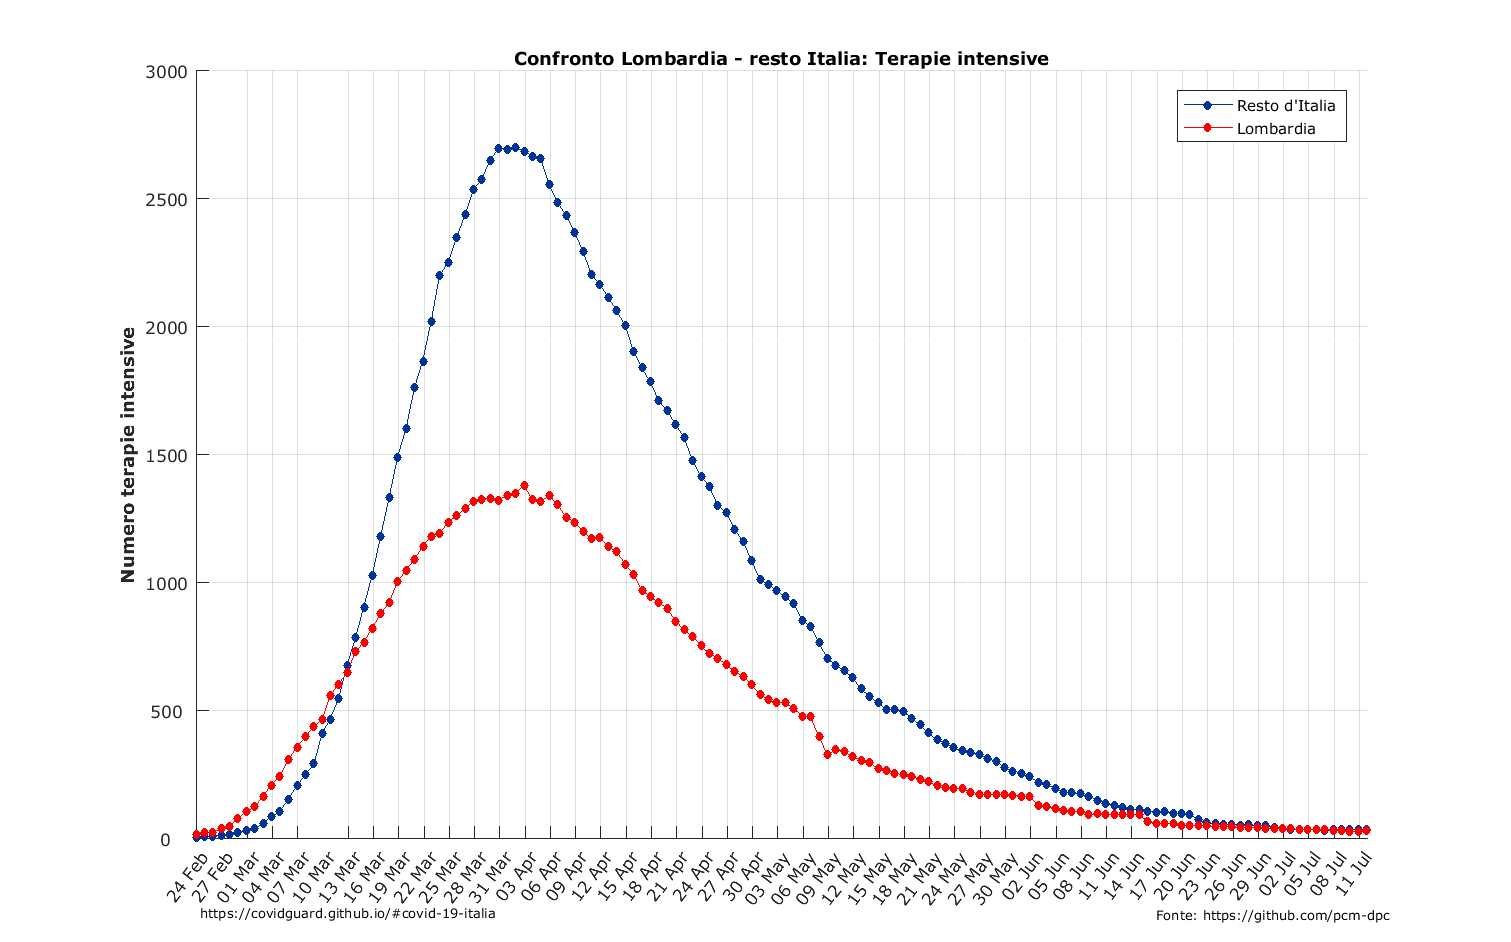 Confronto Lombardia - resto Italia: Terapie intensive
Resto d'Italia
Lombardia
Numero terapie intensive
3000
2500
2000
1500
1000
500
0
24 Feb
27 Feb
01 Mar
04 Mar
07 Mar
10 Mar
13 Mar
16 Mar
19 Mar
22 Mar
25 Mar
28 Mar
31 Mar
03 Apr
06 Apr
09 Apr
12 Apr
15 Apr
18 Apr
21 Apr
24 Apr
27 Apr
30 Apr
03 May
06 May
09 May
12 May
15 May
18 May
21 May
24 May
27 May
30 May
02 Jun
05 Jun
08 Jun
11 Jun
14 Jun
17 Jun
20 Jun
23 Jun
26 Jun
29 Jun
02 Jul
05 Jul
08 Jul
11 Jul
https://covidguard.github.io/#covid-19-italia
Fonte: https://github.com/pcm-dpc